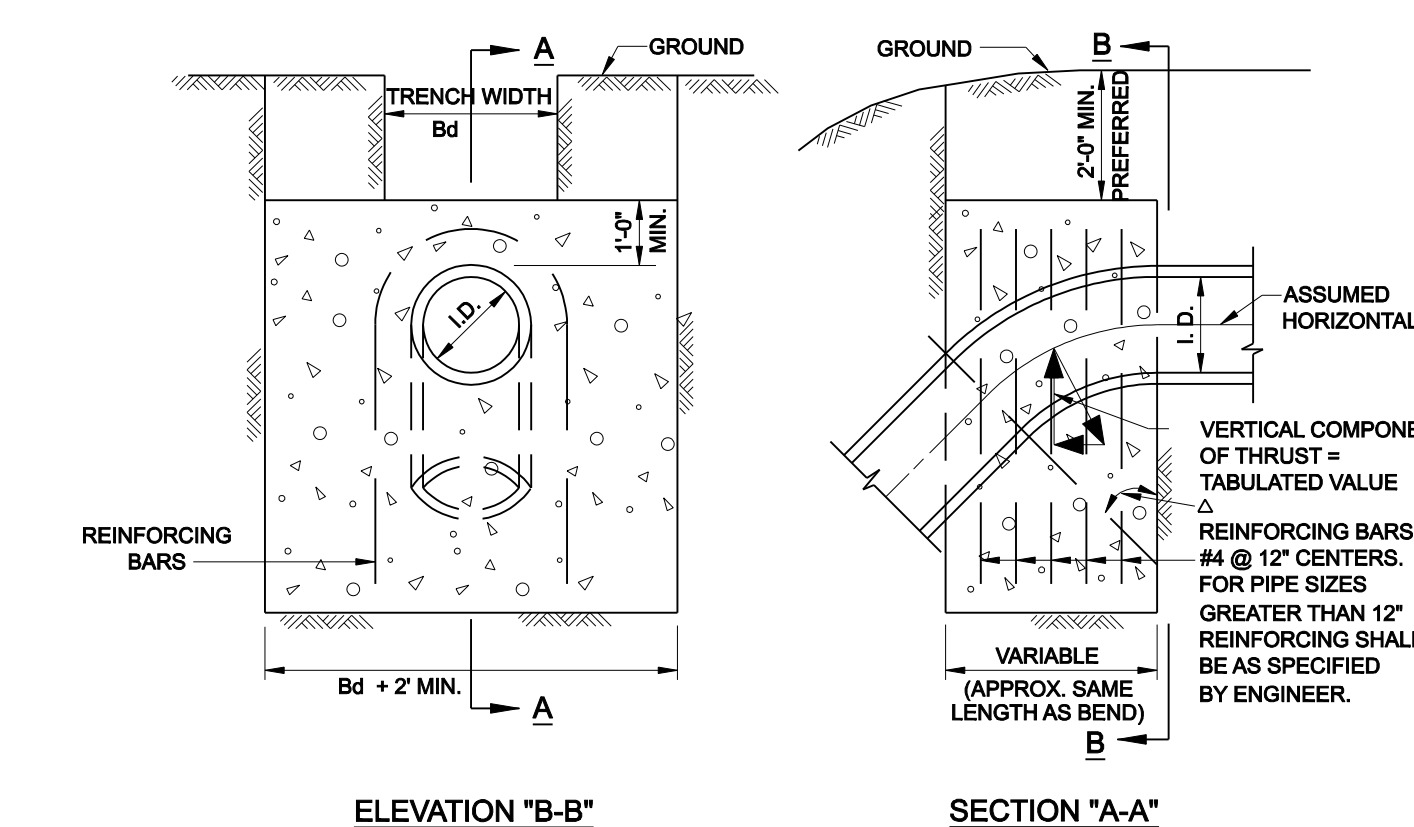 A
GROUND
TRENCH WIDTH
Bd
1'-0"
MIN.
I.D.
REINFORCING
BARS
Bd + 2' MIN.
A
ELEVATION "B-B"
B
GROUND
2'-0" MIN.
PREFERRED
I. D.
ASSUMED
HORIZONTAL
VERTICAL COMPONE
OF THRUST =
TABULATED VALUE
△
REINFORCING BARS
#4 @ 12" CENTERS.
FOR PIPE SIZES
GREATER THAN 12"
REINFORCING SHALL
BE AS SPECIFIED
BY ENGINEER.
VARIABLE
(APPROX. SAME
LENGTH AS BEND)
B
SECTION "A-A"